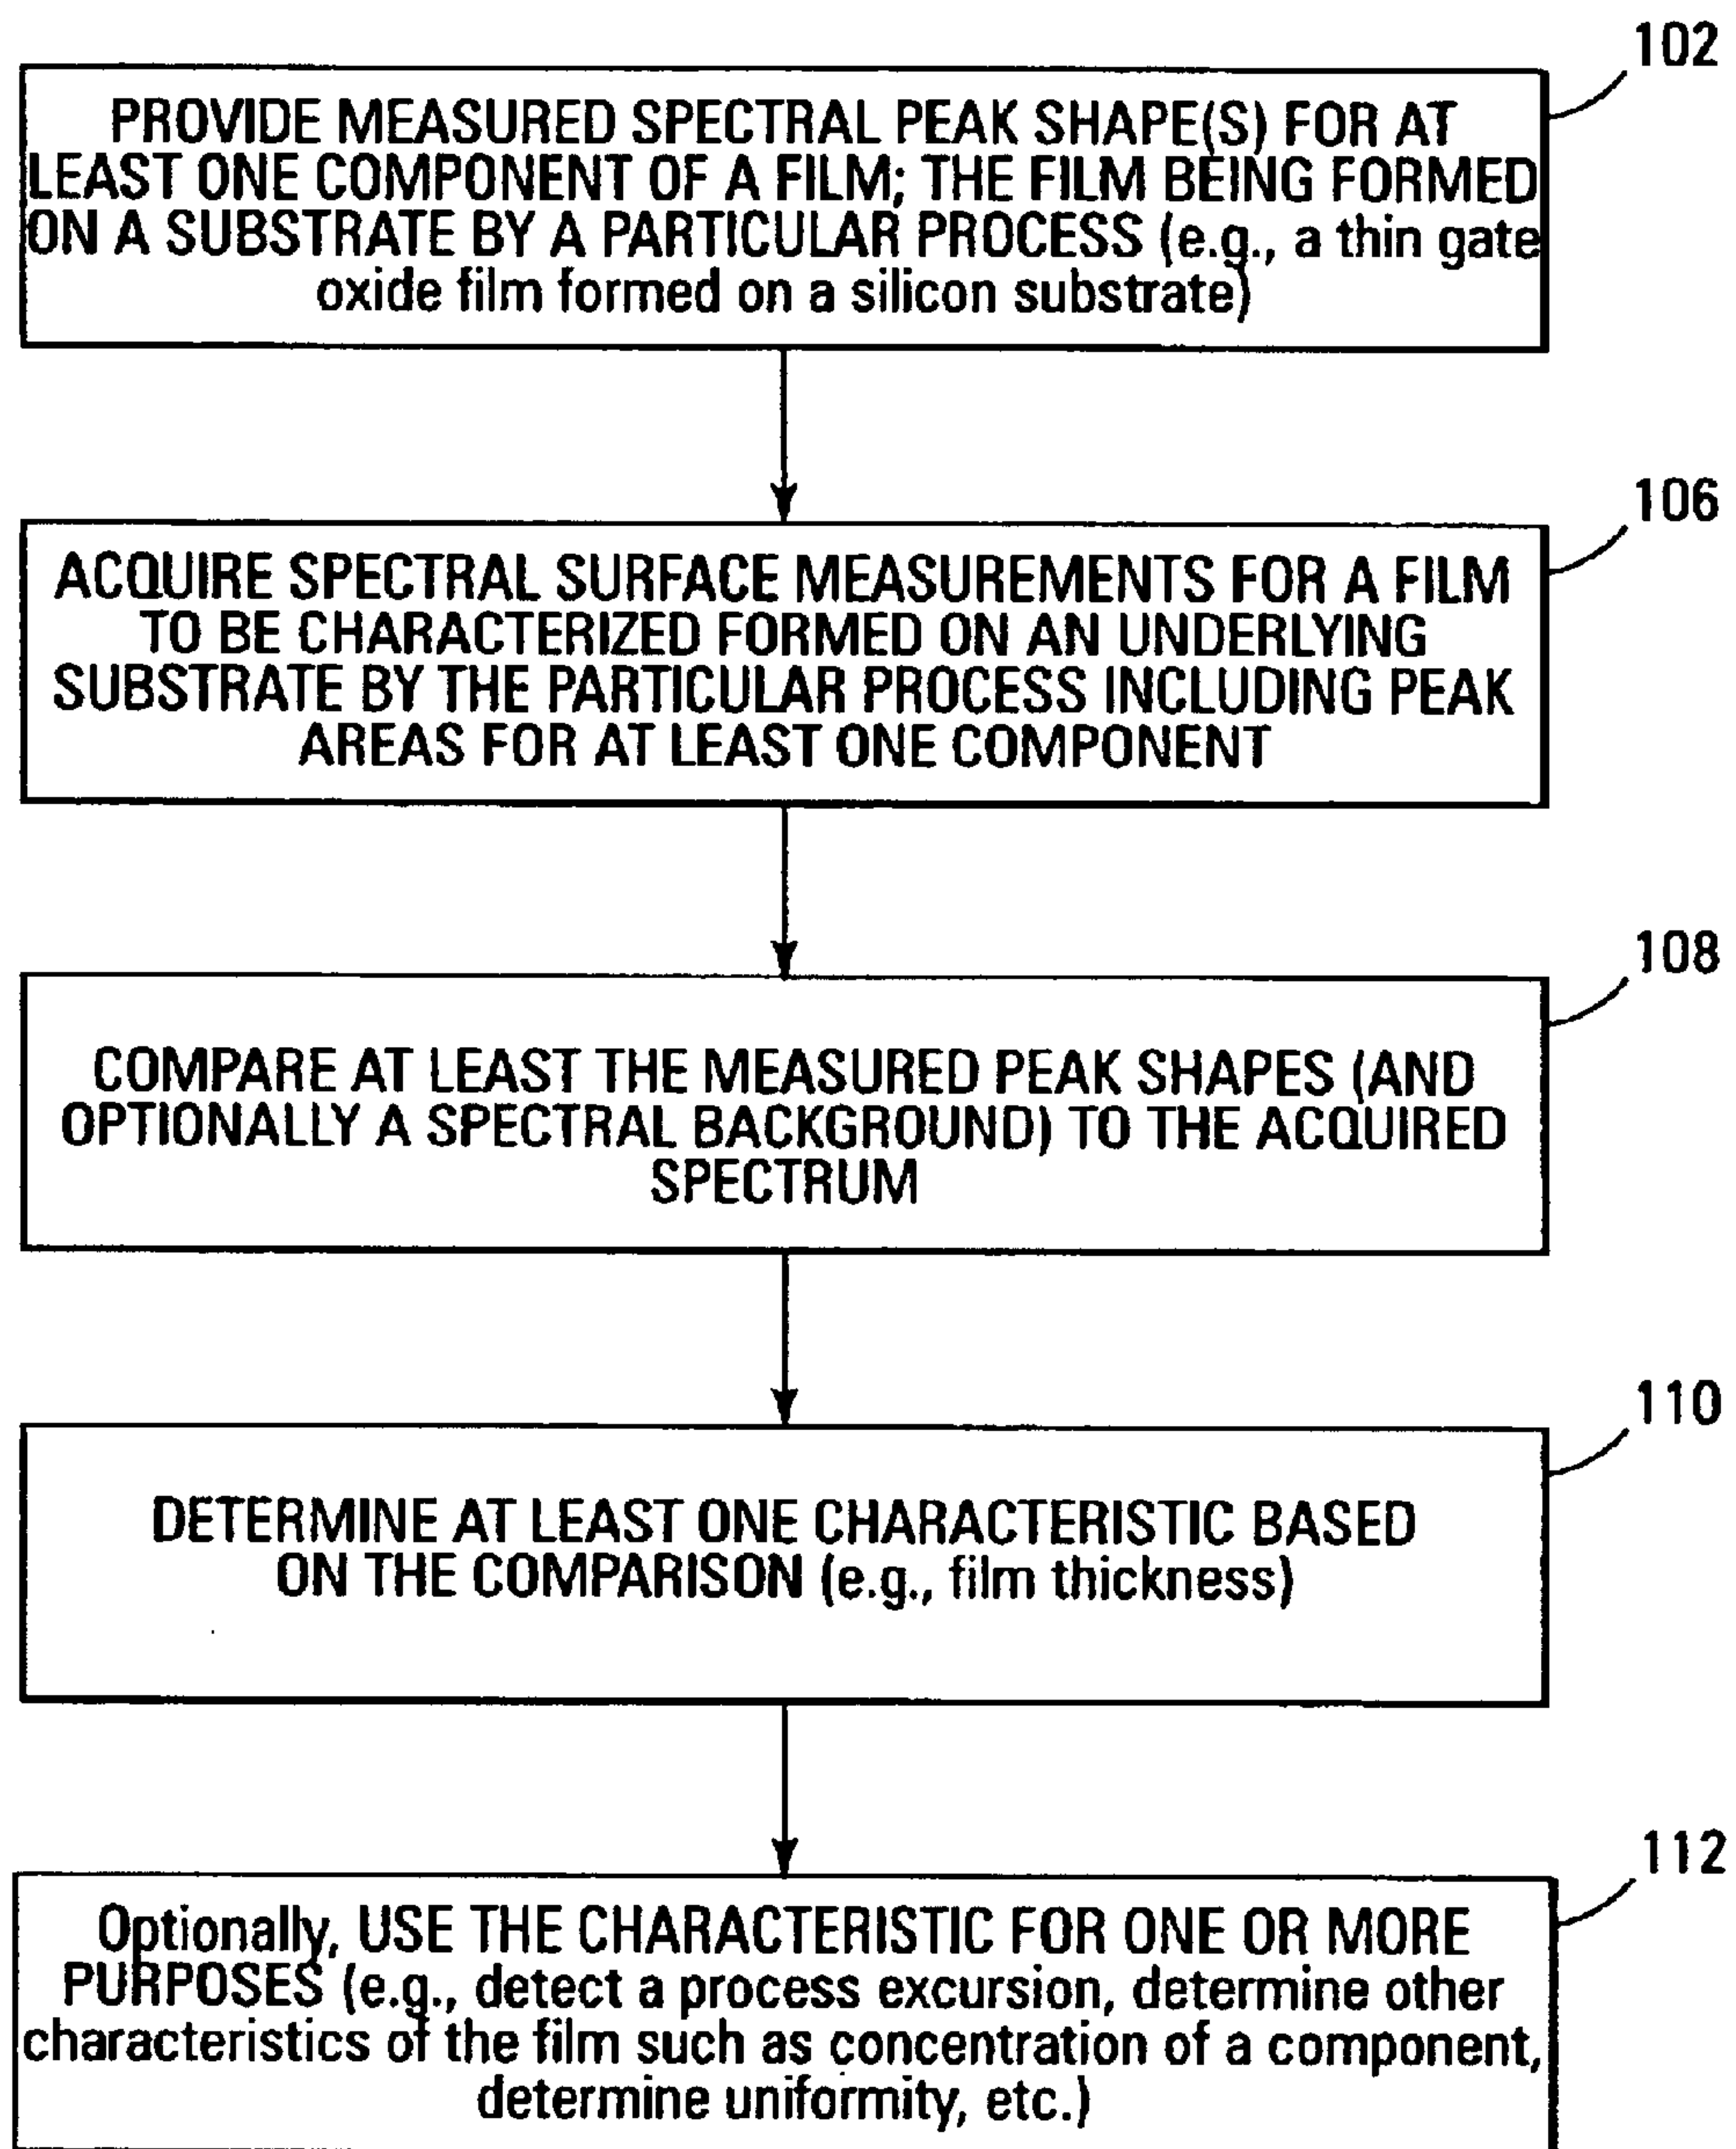 102
PROVIDE MEASURED SPECTRAL PEAK SHAPE(S) FOR AT
LEAST ONE COMPONENT OF A FILM; THE FILM BEING FORMED
ON A SUBSTRATE BY A PARTICULAR PROCESS (e.g., a thin gate
oxide film formed on a silicon substrate)
106
ACQUIRE SPECTRAL SURFACE MEASUREMENTS FOR A FILM
TO BE CHARACTERIZED FORMED ON AN UNDERLYING
SUBSTRATE BY THE PARTICULAR PROCESS INCLUDING PEAK
AREAS FOR AT LEAST ONE COMPONENT
108
COMPARE AT LEAST THE MEASURED PEAK SHAPES (AND
OPTIONALLY A SPECTRAL BACKGROUND) TO THE ACQUIRED
SPECTRUM
110
DETERMINE AT LEAST ONE CHARACTERISTIC BASED
ON THE COMPARISON (e.g., film thickness)
112
Optionally, USE THE CHARACTERISTIC FOR ONE OR MORE
PURPOSES (e.g., detect a process excursion, determine other
characteristics of the film such as concentration of a component,
determine uniformity, etc.)